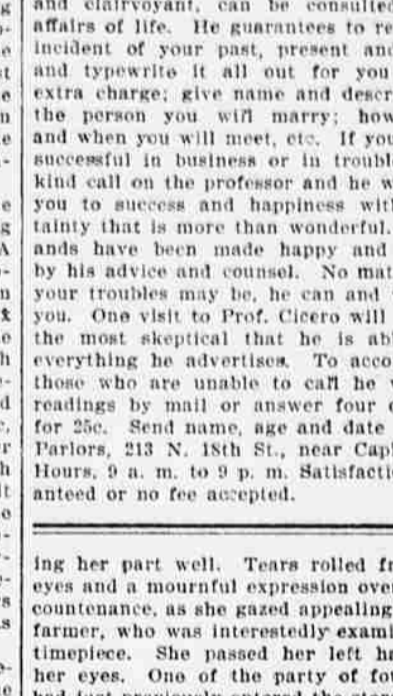 and clairvoyant, can be consulted
affairs of life. He guarantees to re
incident of your past, present and
and typewrite it all out for you
extra charge; give name and descr
the person you will marry; how
and when you will meet, etc. If you
successful in business or in troubl
kind call on the professor and he w
you to success and happiness wit
tainty that is more than wonderful.
ands have been made happy and
by his advice and counsel. No mat
your troubles may be, he can and
you. One visit to Prof. Cicero will
the most skeptical that he is ab
everything he advertises. To acco
those who are unable to call he
readings by mail or answer four
for 25c. Send name, age and date
Parlors, 213 N. 18th St., near Cap
Hours, 9 a. m. to 9 p. m. Satisfacti
anteed or no fee accepted.
ing her part well. Tears rolled fr
eyes and a mournful expression over
countenance, as she gazed appealing
farmer, who was interestedly exami
timepiece. She passed her left ha
her eyes. One of the party of fo
had just previously entered the